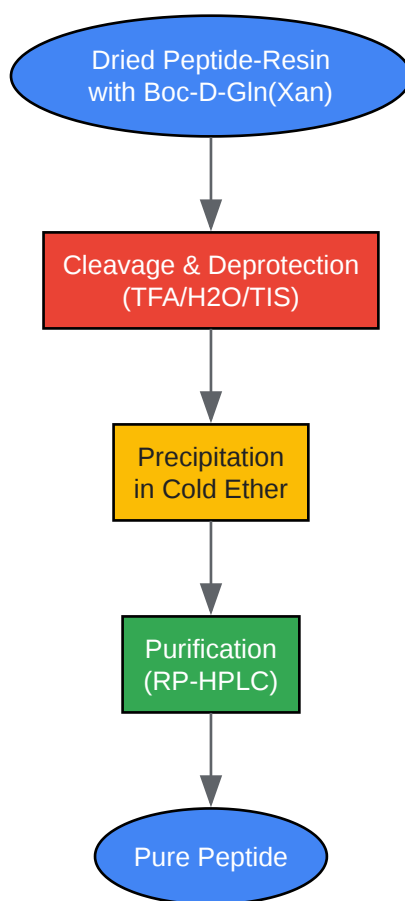 Dried Peptide-Resin
with Boc-D-Gln(Xan)
Cleavage & Deprotection
(TFA/H2O/TIS)
Precipitation
in Cold Ether
Purification
(RP-HPLC)
Pure Peptide